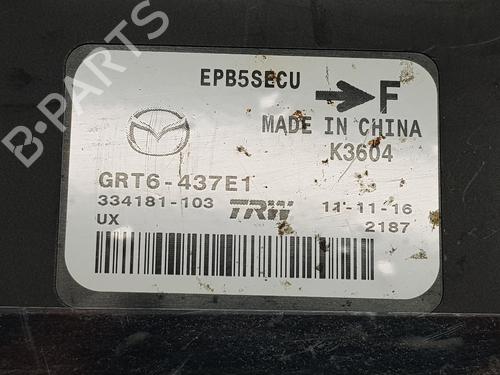 EPB5SECU
F
MADE IN CHINA
K3604
GRT6-437E1
334181-103
TRW
11-11-16
UX
2187
B-PARTS